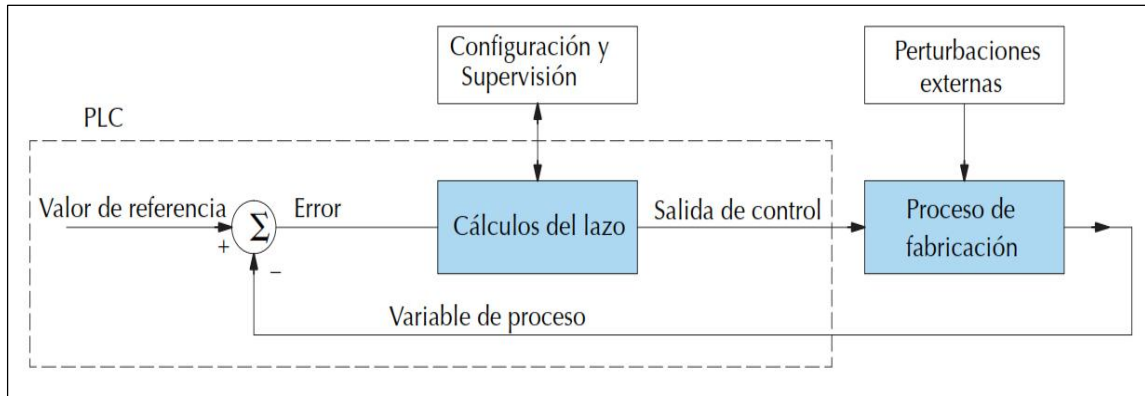 Configuración y
Supervisión
Perturbaciones
externas
PLC
Valor de referencia
+
Σ
−
Error
Cálculos del lazo
Salida de control
Proceso de
fabricación
Variable de proceso